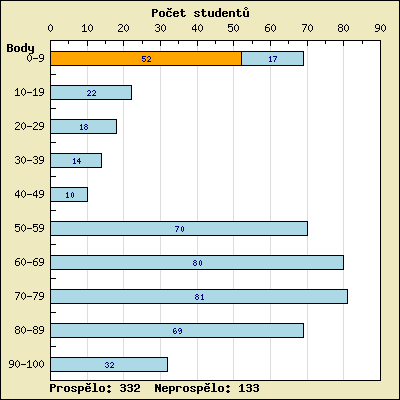 Počet studentů
0 10 20 30 40 50 60 70 80 90
Body
0-9 52 17
10-19 22
20-29 18
30-39 14
40-49 10
50-59 70
60-69 80
70-79 81
80-89 69
90-100 32
Prospělo: 332 Neprospělo: 133